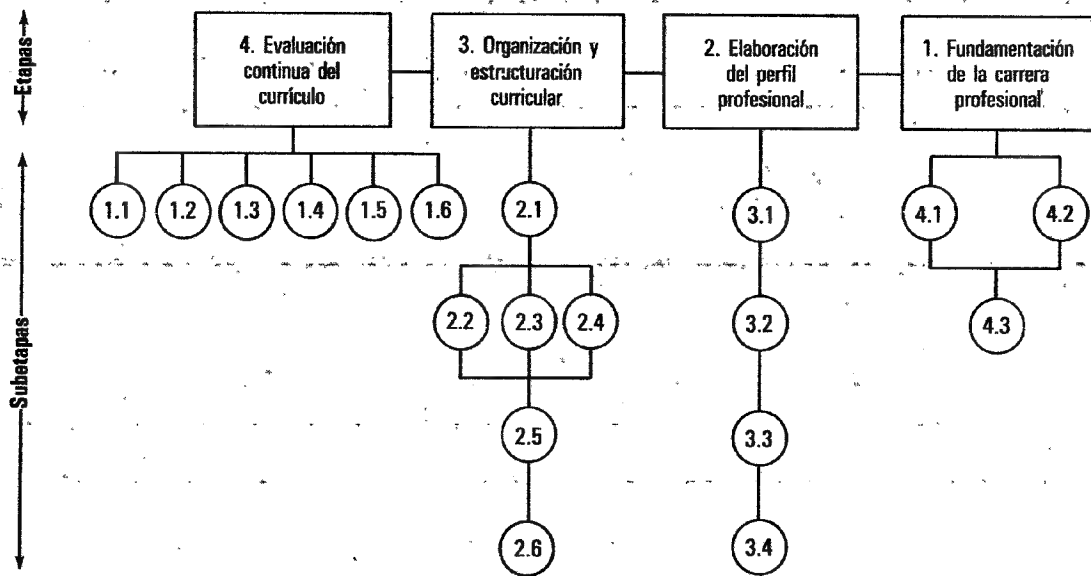 Etapas
4. Evaluación
continua del
currículo
3. Organización y
estructuración
curricular
2. Elaboración
del perfil
profesional
1. Fundamentación
de la carrera
profesional
Subetapas
1.1
1.2
1.3
1.4
1.5
1.6
2.1
3.1
4.1
4.2
2.2
2.3
2.4
3.2
4.3
2.5
3.3
2.6
3.4